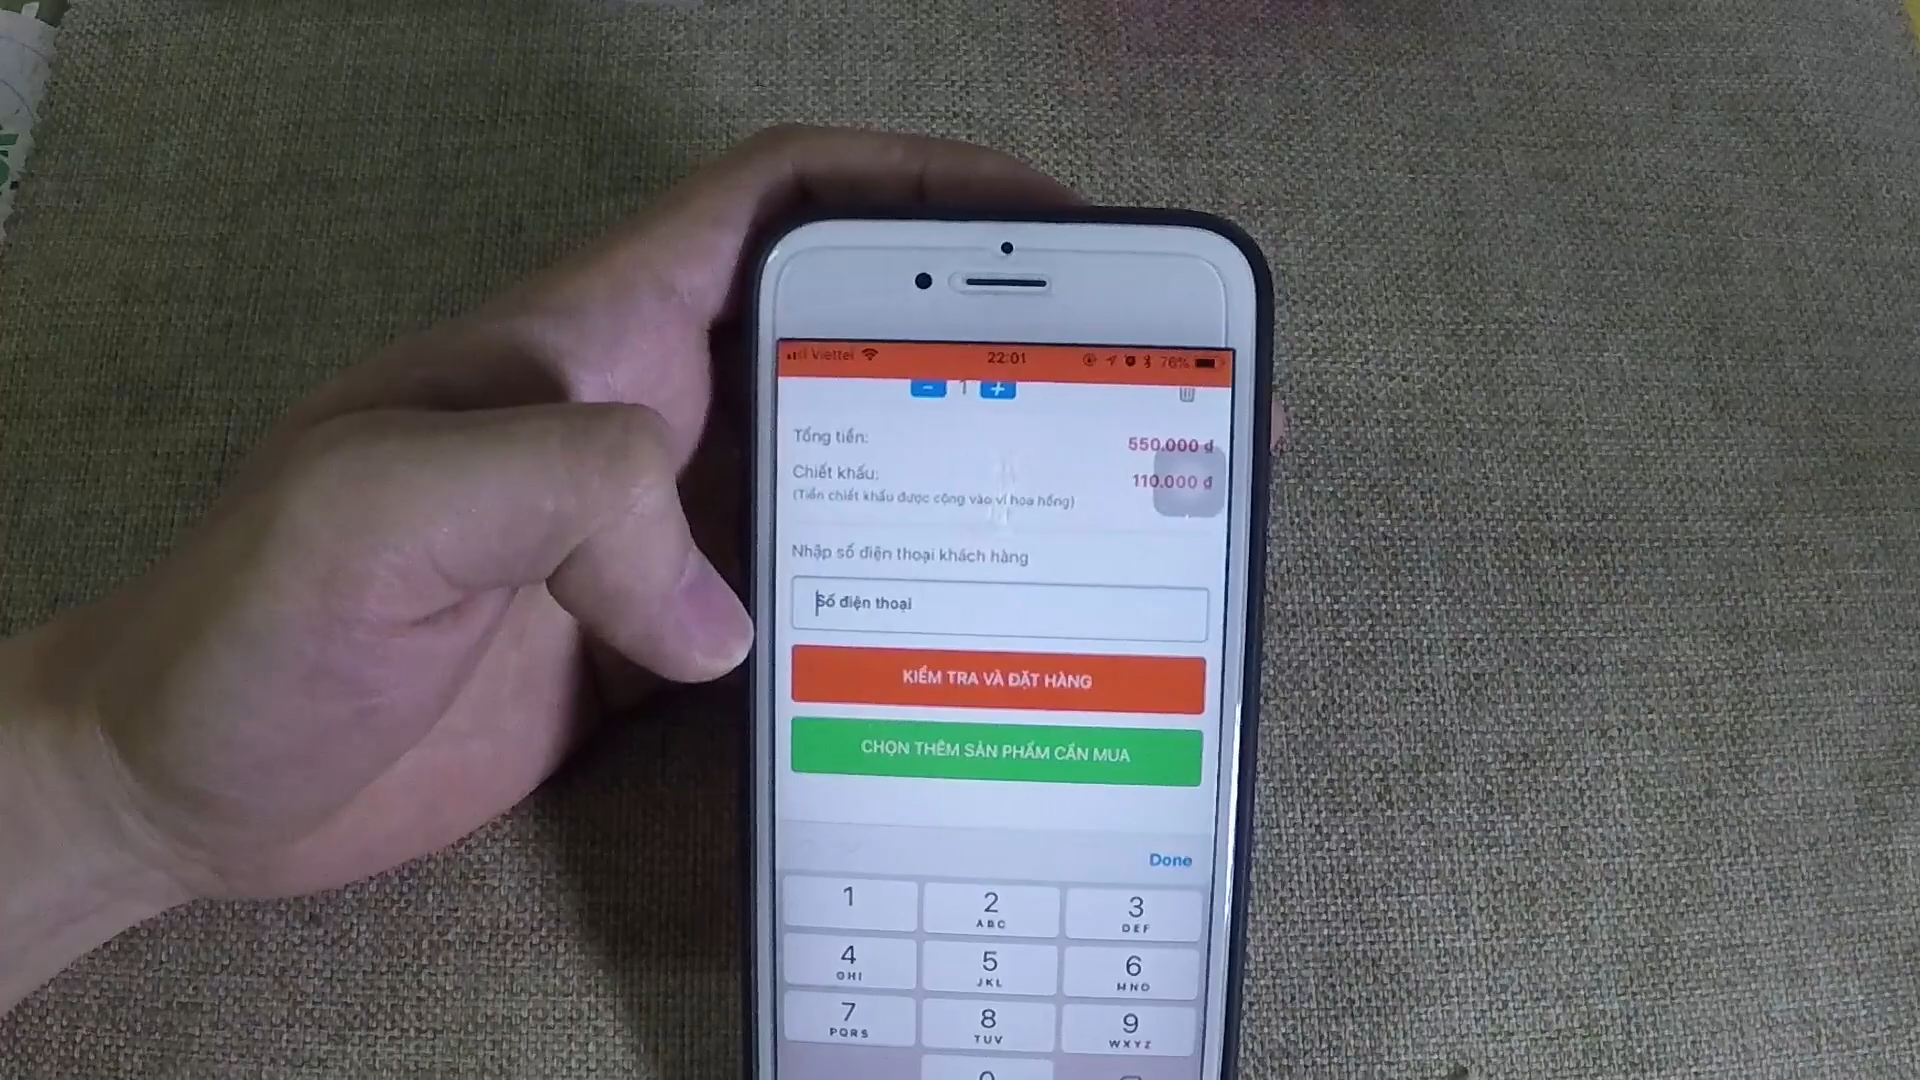 Viettel 22:01 76%
- 1 +
Tổng tiền: 550.000 đ
Chiết khấu: 110.000 đ
(Tiền chiết khấu được cộng vào ví hoa hồng)
Nhập số điện thoại khách hàng
Số điện thoại
KIỂM TRA VÀ ĐẶT HÀNG
CHỌN THÊM SẢN PHẨM CẦN MUA
Done
1 2 3
ABC DEF
4 5 6
GHI JKL MNO
7 8 9
PQRS TUV WXYZ
0